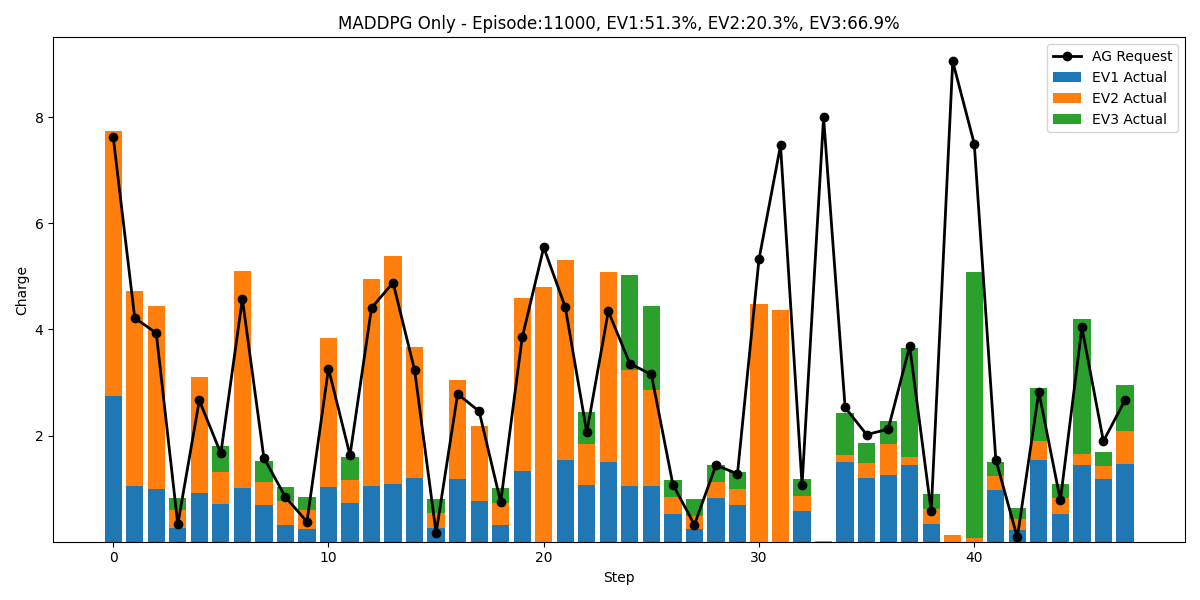 MADDPG Only - Episode:11000, EV1:51.3%, EV2:20.3%, EV3:66.9%
AG Request
EV1 Actual
EV2 Actual
EV3 Actual
Charge
8
6
4
2
0 10 20 30 40
Step